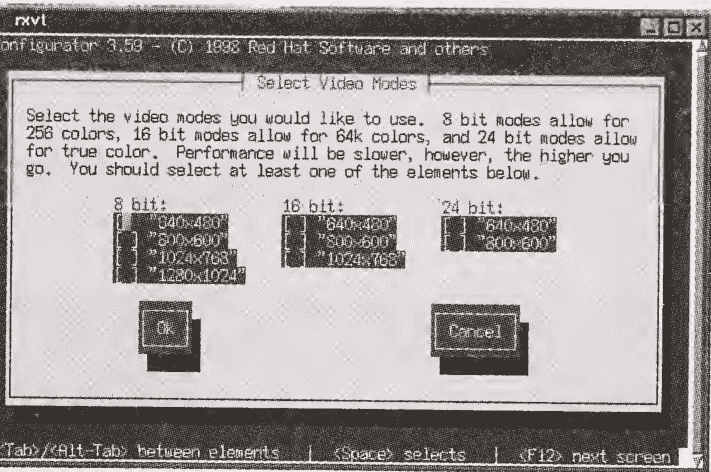 rxvt
onfigurator 3.59 - (C) 1998 Red Hat Software and others
Select Video Modes
Select the video modes you would like to use. 8 bit modes allow for
256 colors, 16 bit modes allow for 64k colors, and 24 bit modes allow
for true color. Performance will be slower, however, the higher you
go. You should select at least one of the elements below.
8 bit: 16 bit: 24 bit:
[ ] "640x480" [ ] "640x480" [ ] "640x480"
[ ] "800x600" [ ] "800x600" [ ] "800x600"
[ ] "1024x768" [ ] "1024x768"
[ ] "1280x1024"
Ok Cancel
<Tab>/<Alt-Tab> between elements | <Space> selects | <F12> next screen